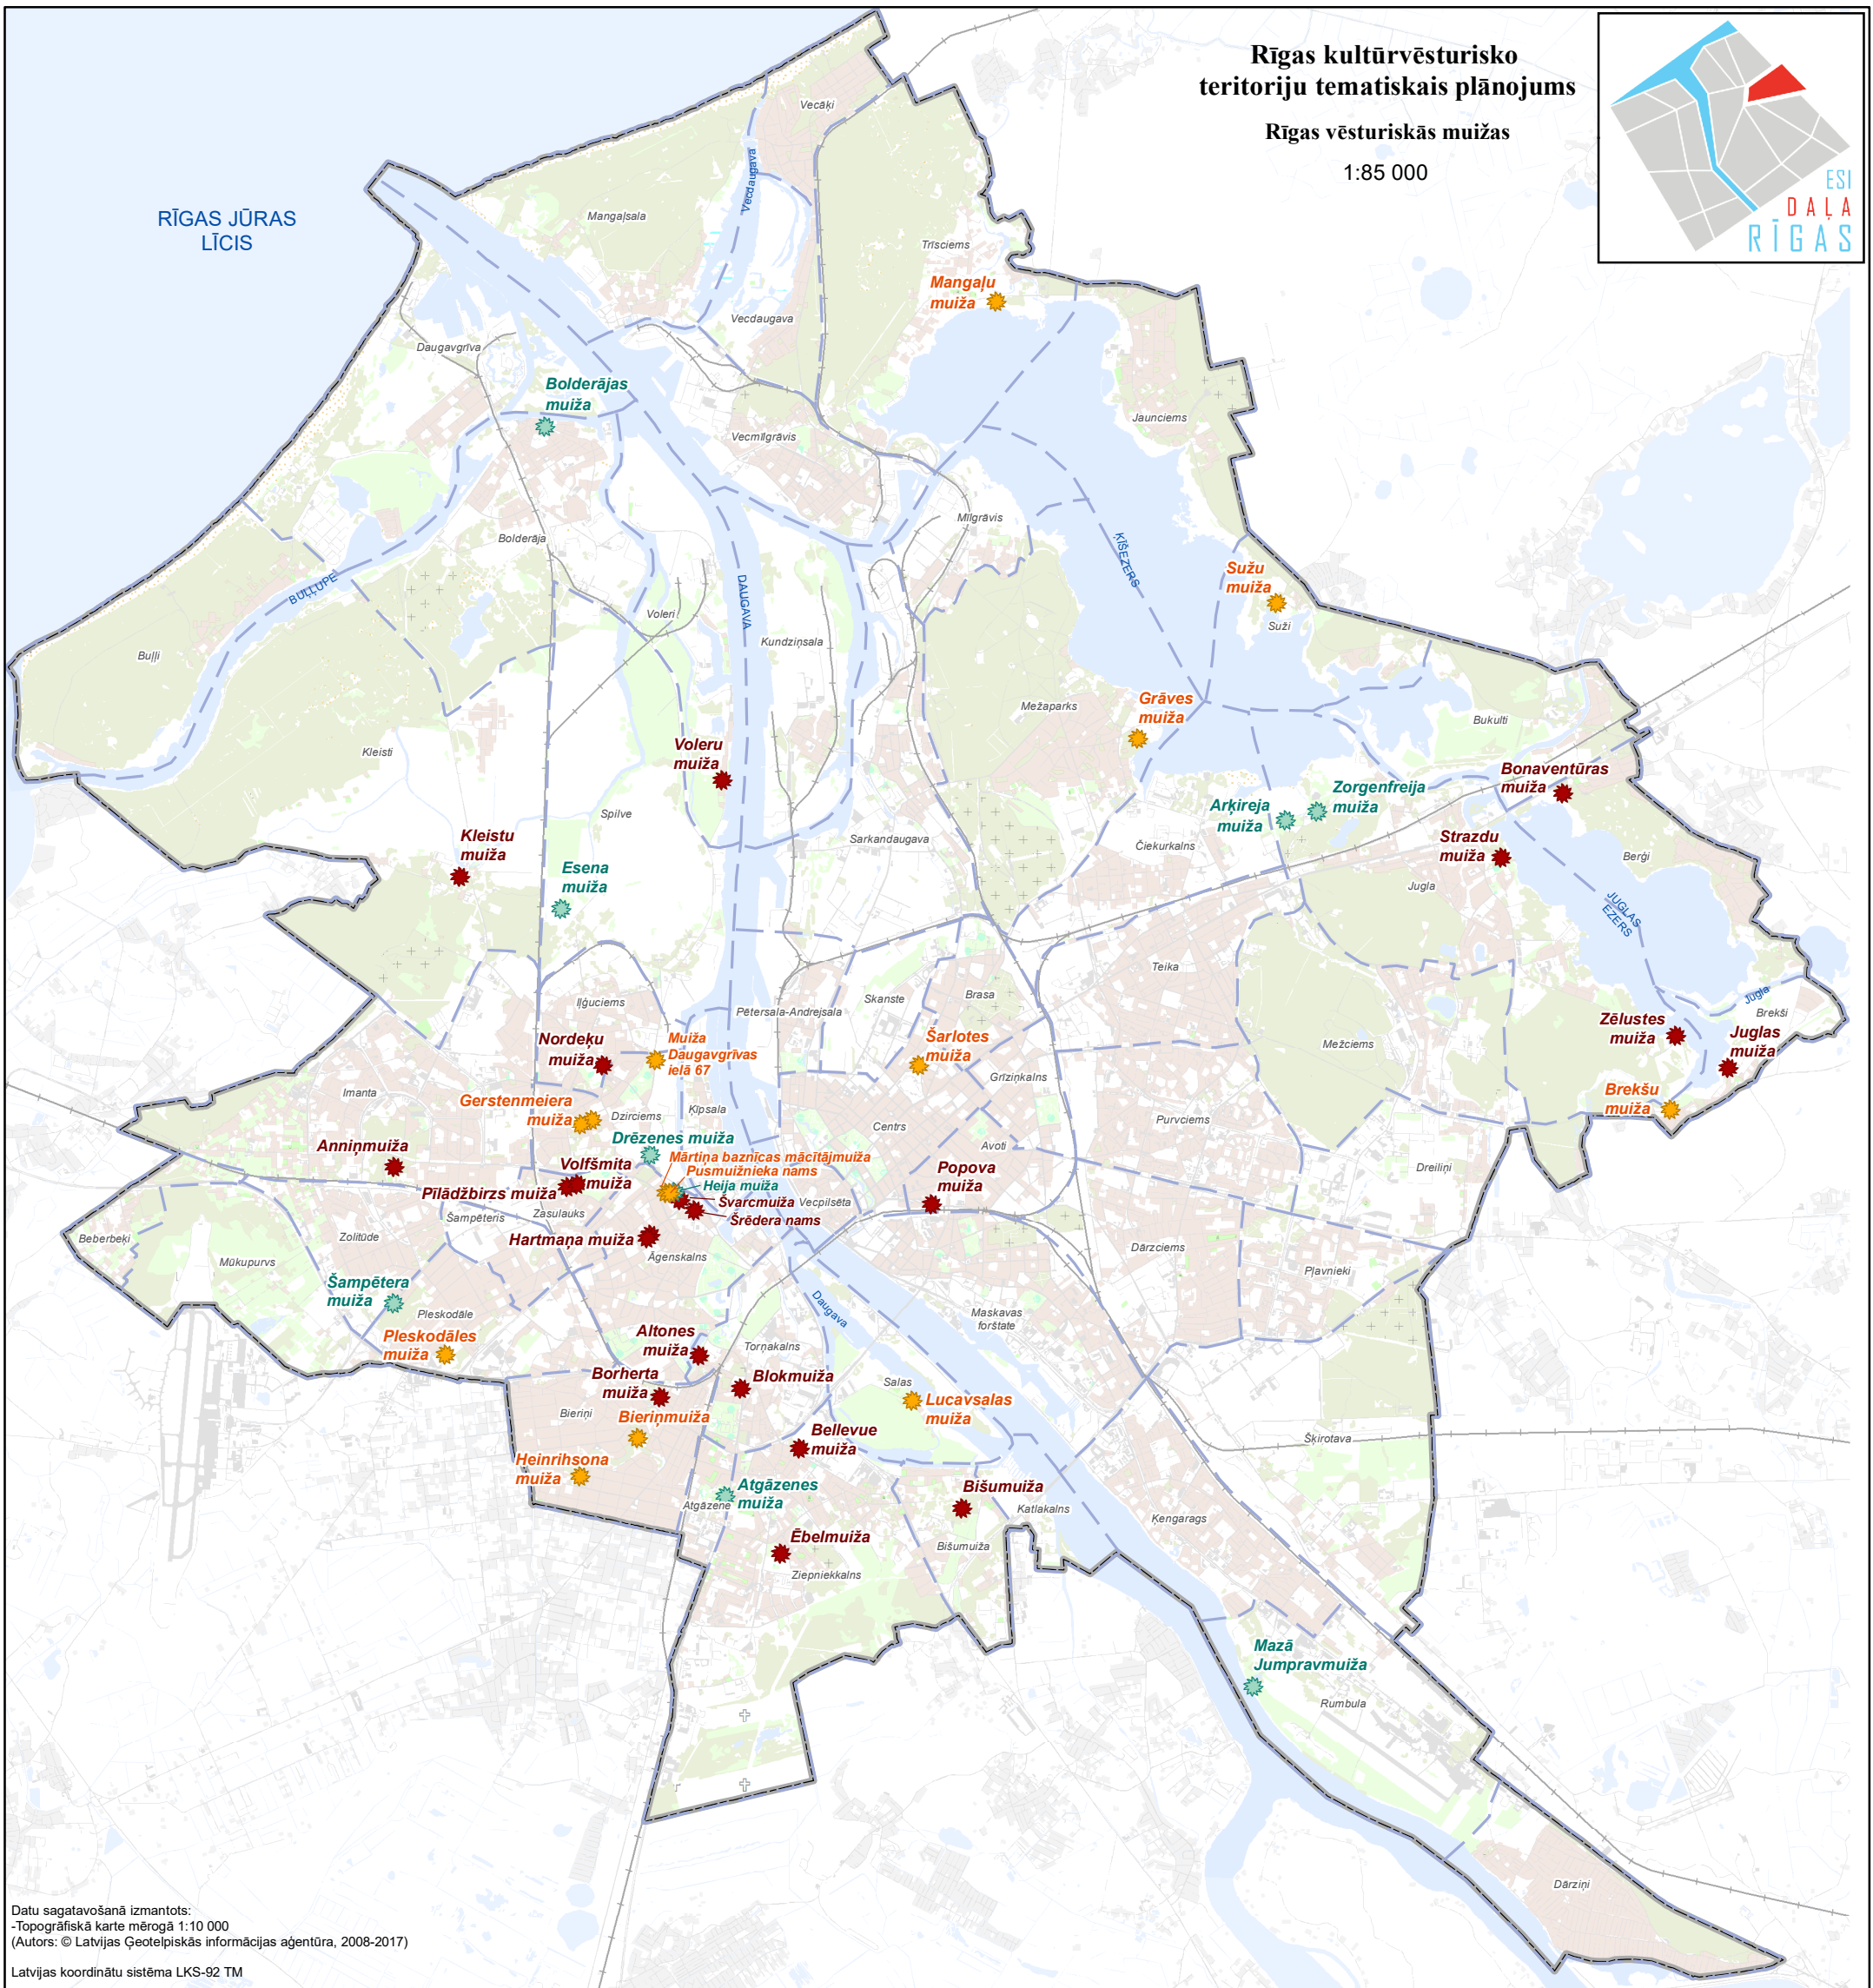 Rīgas kultūrvēsturisko
teritoriju tematiskais plānojums
Rīgas vēsturiskās muižas
1:85 000
ESI
DAĻA
RĪGAS
RĪGAS JŪRAS
LĪCIS
Vecāķi
Vecdaugava
Mangaļsala
Trīsciems
Mangaļu
muiža
Vecdaugava
Daugavgrīva
Bolderājas
muiža
Jaunciems
Vecmīlgrāvis
Mīlgrāvis
Bolderāja
ĶĪŠEZERS
Sužu
muiža
Suži
BUĻĻUPE
DAUGAVA
Voleri
Kundziņsala
Buļļi
Mežaparks
Grāves
muiža
Bukulti
Kleisti
Voleru
muiža
Bonaventūras
muiža
Zorgenfreija
muiža
Arķireja
muiža
Spilve
Sarkandaugava
Čiekurkalns
Strazdu
muiža
Berģi
Kleistu
muiža
Esena
muiža
Jugla
JUGLAS
EZERS
Teika
Skanste
Brasa
Iļģuciems
Pētersala-Andrejsala
Jugla
Brekši
Zēlustes
muiža
Juglas
muiža
Nordeķu
muiža
Muiža
Daugavgrīvas
ielā 67
Šarlotes
muiža
Mežciems
Grīziņkalns
Imanta
Gerstenmeiera
muiža
Dzirciems
Ķīpsala
Centrs
Purvciems
Brekšu
muiža
Anniņmuiža
Drēzenes muiža
Avoti
Mārtiņa baznīcas mācītājmuiža
Pusmuižnieka nams
Heija muiža
Volfšmita
muiža
Popova
muiža
Dreiliņi
Pīlādžbirzs muiža
Švarcmuiža
Vecpilsēta
Šrēdera nams
Zasulauks
Šampēteris
Beberbeķi
Zolitūde
Hartmaņa muiža
Āgenskalns
Dārzciems
Mūkupurvs
Pļavnieki
Šampētera
muiža
Pleskodāle
Daugava
Maskavas
forštate
Pleskodāles
muiža
Altones
muiža
Torņakalns
Borherta
muiža
Blokmuiža
Salas
Lucavsalas
muiža
Bieriņi
Bieriņmuiža
Bellevue
muiža
Šķirotava
Heinrihsona
muiža
Atgāzenes
muiža
Atgāzene
Bišumuiža
Katlakalns
Ķengarags
Ēbelmuiža
Bišumuiža
Ziepniekkalns
Mazā
Jumpravmuiža
Rumbula
Dārziņi
Datu sagatavošanā izmantots:
-Topogrāfiskā karte mērogā 1:10 000
(Autors: © Latvijas Ģeotelpiskās informācijas aģentūra, 2008-2017)
Latvijas koordinātu sistēma LKS-92 TM